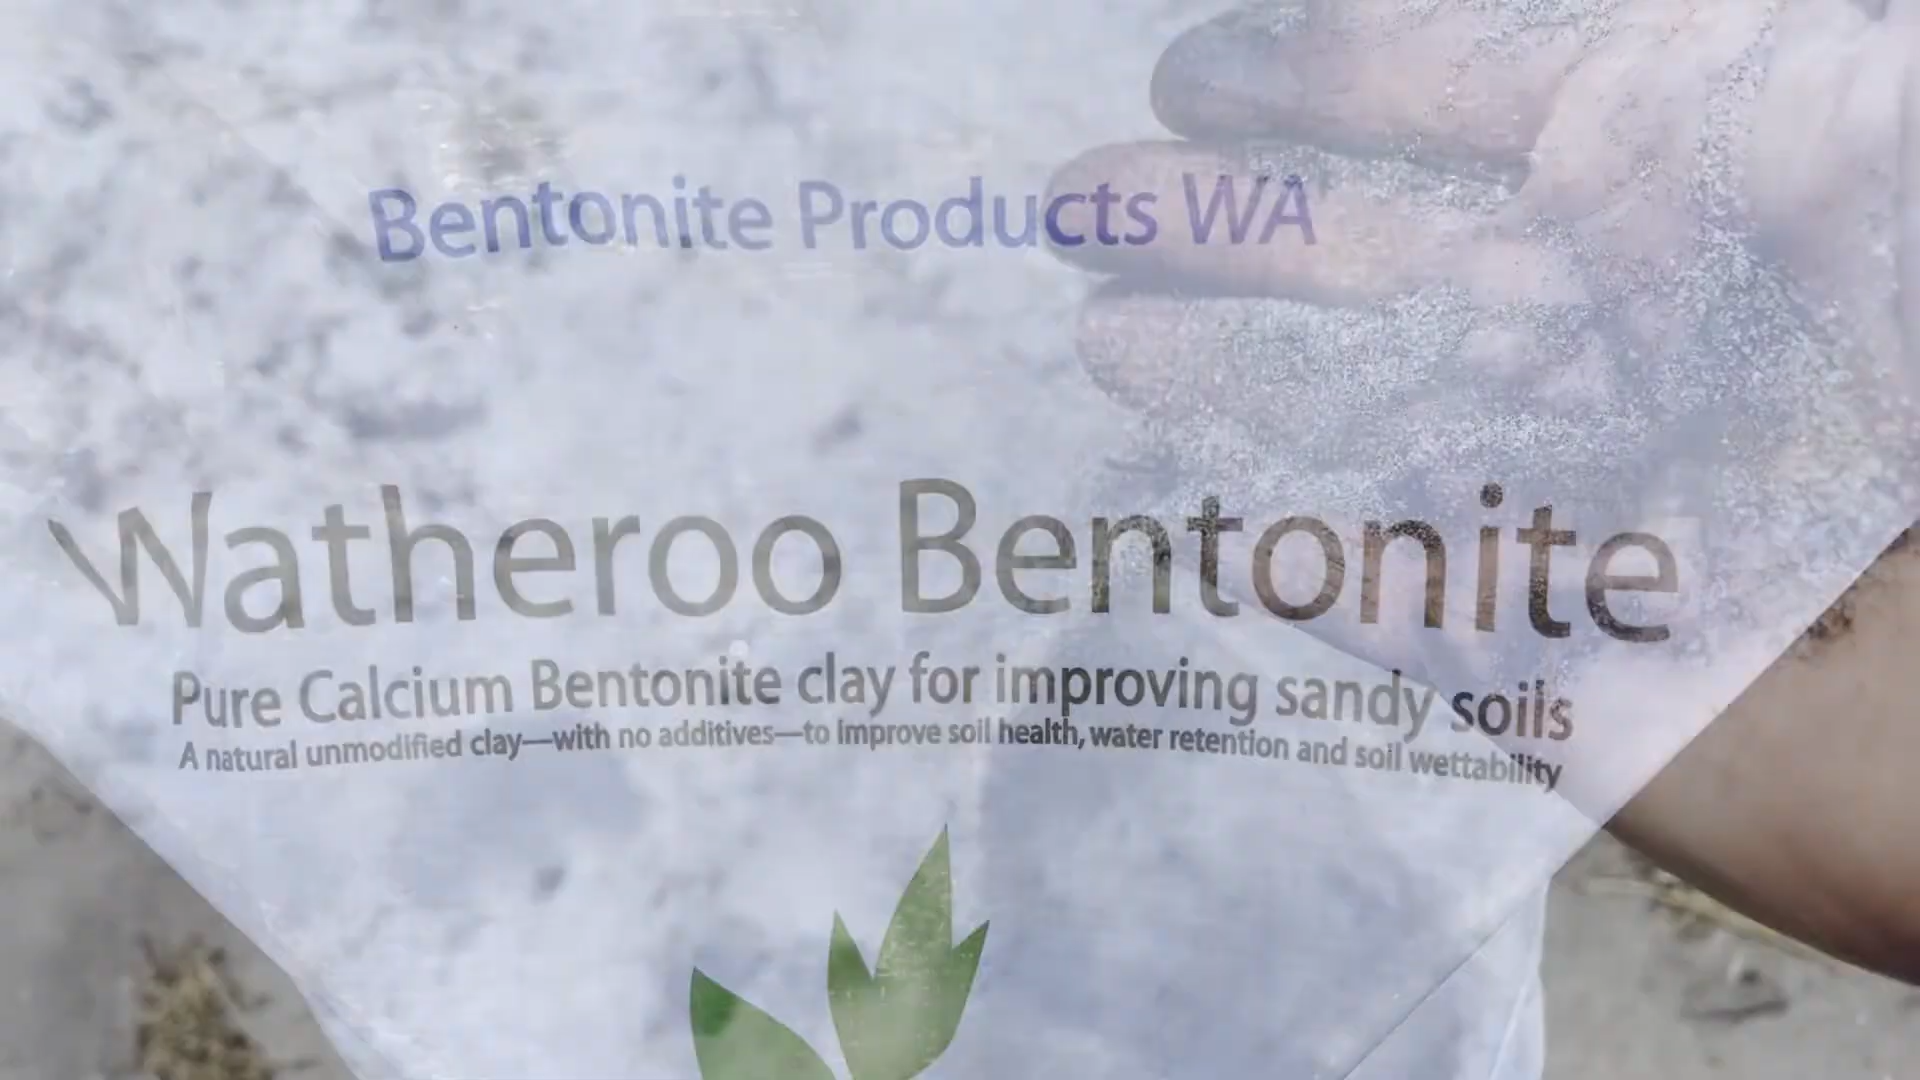 Bentonite Products WA
Watheroo Bentonite
Pure Calcium Bentonite clay for improving sandy soils
A natural unmodified clay—with no additives—to improve soil health, water retention and soil wettability